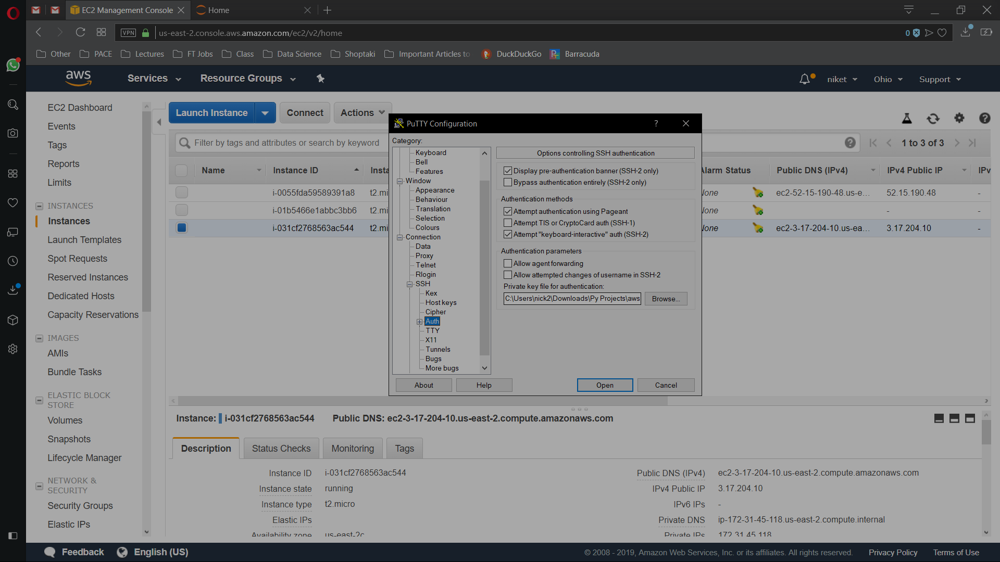 EC2 Management Console
Home
VPN
us-east-2.console.aws.amazon.com/ec2/v2/home
0
Other
PACE
Lectures
FT Jobs
Class
Data Science
Shoptaki
Important Articles to
DuckDuckGo
Barracuda
aws
Services
Resource Groups
niket
Ohio
Support
EC2 Dashboard
Events
Tags
Reports
Limits
INSTANCES
Instances
Launch Templates
Spot Requests
Reserved Instances
Dedicated Hosts
Capacity Reservations
IMAGES
AMIs
Bundle Tasks
ELASTIC BLOCK
STORE
Volumes
Snapshots
Lifecycle Manager
NETWORK &
SECURITY
Security Groups
Elastic IPs
Launch Instance
Connect
Actions
Filter by tags and attributes or search by keyword
1 to 3 of 3
Name
Instance ID
Insta
Alarm Status
Public DNS (IPv4)
IPv4 Public IP
IPv
i-0055fda59589391a8
t2.mi
None
ec2-52-15-190-48.us-e...
52.15.190.48
-
i-01b5466e1abbc3bb6
t2.mi
None
-
-
i-031cf2768563ac544
t2.mi
None
ec2-3-17-204-10.us-ea...
3.17.204.10
-
PuTTY Configuration
?
Category:
Keyboard
Bell
Features
Window
Appearance
Behaviour
Translation
Selection
Colours
Connection
Data
Proxy
Telnet
Rlogin
SSH
Kex
Host keys
Cipher
Auth
TTY
X11
Tunnels
Bugs
More bugs
Options controlling SSH authentication
Display pre-authentication banner (SSH-2 only)
Bypass authentication entirely (SSH-2 only)
Authentication methods
Attempt authentication using Pageant
Attempt TIS or CryptoCard auth (SSH-1)
Attempt "keyboard-interactive" auth (SSH-2)
Authentication parameters
Allow agent forwarding
Allow attempted changes of username in SSH-2
Private key file for authentication:
C:\Users\nick2\Downloads\Py Projects\aws
Browse...
About
Help
Open
Cancel
Instance: i-031cf2768563ac544
Public DNS: ec2-3-17-204-10.us-east-2.compute.amazonaws.com
Description
Status Checks
Monitoring
Tags
Instance ID
i-031cf2768563ac544
Public DNS (IPv4)
ec2-3-17-204-10.us-east-2.compute.amazonaws.com
Instance state
running
IPv4 Public IP
3.17.204.10
Instance type
t2.micro
IPv6 IPs
-
Elastic IPs
Private DNS
ip-172-31-45-118.us-east-2.compute.internal
Availability zone
us-east-2c
Private IPs
172.31.45.118
Feedback
English (US)
© 2008 - 2019, Amazon Web Services, Inc. or its affiliates. All rights reserved.
Privacy Policy
Terms of Use